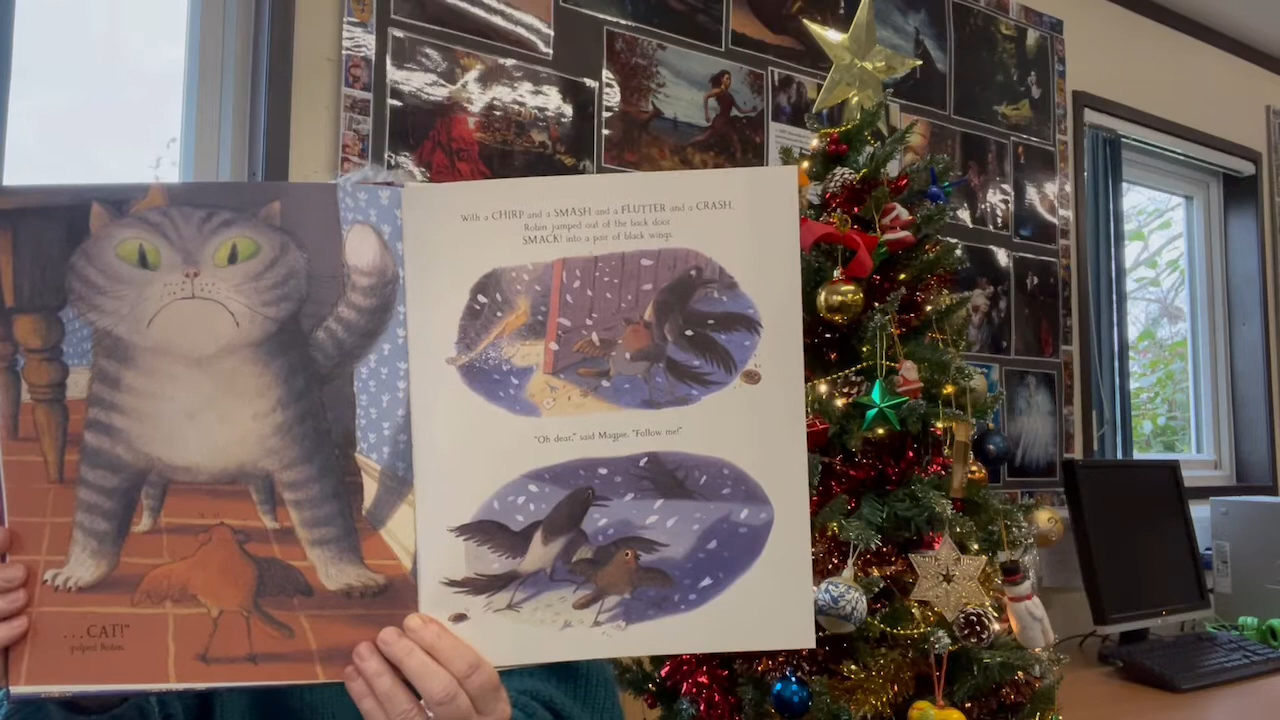 ...CAT!"
gulped Robin.
With a CHIRP and a SMASH and a FLUTTER and a CRASH,
Robin jumped out of the back door
SMACK! into a pair of black wings.
"Oh dear," said Magpie. "Follow me!"